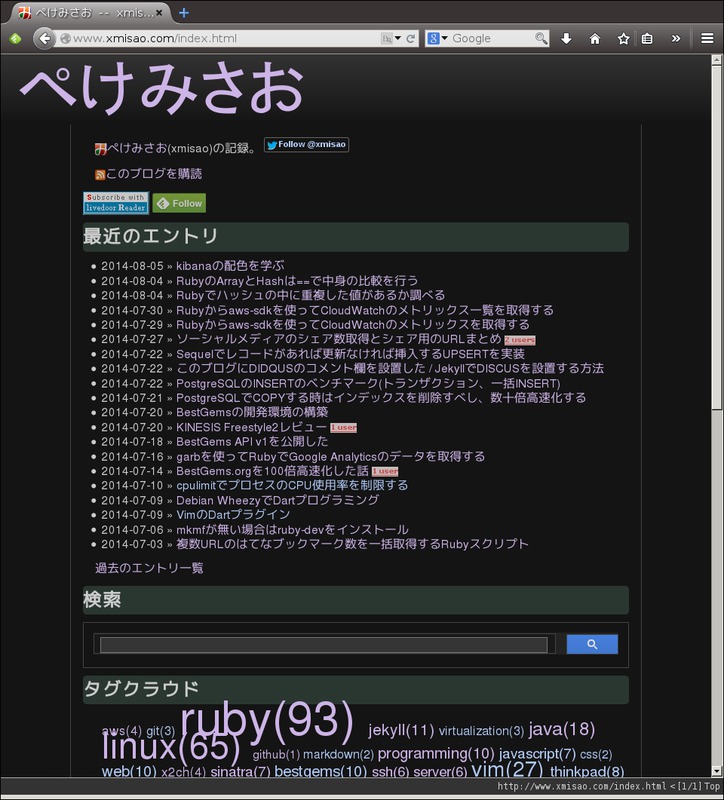 ぺけみさお -- xmis...
www.xmisao.com/index.html
Google
ぺけみさお
ぺけみさお(xmisao)の記録。 Follow @xmisao
このブログを購読
Subscribe with
livedoor Reader
Follow
最近のエントリ
2014-08-05 » kibanaの配色を学ぶ
2014-08-04 » RubyのArrayとHashは==で中身の比較を行う
2014-08-04 » Rubyでハッシュの中に重複した値があるか調べる
2014-07-30 » Rubyからaws-sdkを使ってCloudWatchのメトリックス一覧を取得する
2014-07-29 » Rubyからaws-sdkを使ってCloudWatchのメトリックスを取得する
2014-07-27 » ソーシャルメディアのシェア数取得とシェア用のURLまとめ 2 users
2014-07-22 » Sequelでレコードがあれば更新なければ挿入するUPSERTを実装
2014-07-22 » このブログにDIDQUSのコメント欄を設置した / JekyllでDISCUSを設置する方法
2014-07-22 » PostgreSQLのINSERTのベンチマーク(トランザクション、一括INSERT)
2014-07-21 » PostgreSQLでCOPYする時はインデックスを削除すべし、数十倍高速化する
2014-07-20 » BestGemsの開発環境の構築
2014-07-20 » KINESIS Freestyle2レビュー 1 user
2014-07-18 » BestGems API v1を公開した
2014-07-16 » garbを使ってRubyでGoogle Analyticsのデータを取得する
2014-07-14 » BestGems.orgを100倍高速化した話 1 user
2014-07-10 » cpulimitでプロセスのCPU使用率を制限する
2014-07-09 » Debian WheezyでDartプログラミング
2014-07-09 » VimのDartプラグイン
2014-07-06 » mkmfが無い場合はruby-devをインストール
2014-07-03 » 複数URLのはてなブックマーク数を一括取得するRubyスクリプト
過去のエントリ一覧
検索
タグクラウド
aws(4) git(3) ruby(93) jekyll(11) virtualization(3) java(18)
linux(65) github(1) markdown(2) programming(10) javascript(7) css(2)
web(10) x2ch(4) sinatra(7) bestgems(10) ssh(6) server(6) vim(27) thinkpad(8)
http://www.xmisao.com/index.html < [1/1] Top